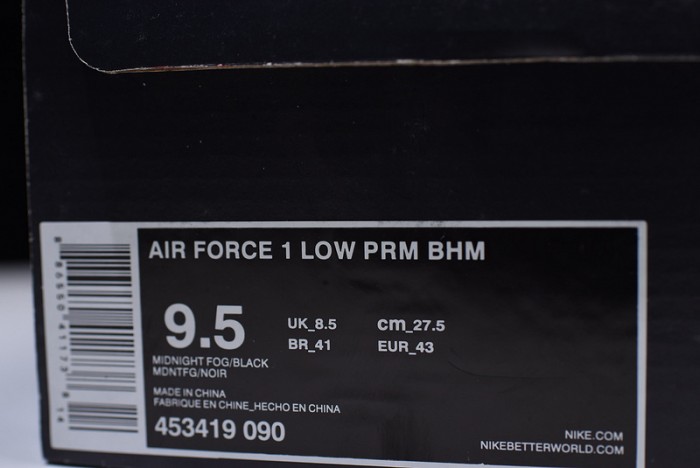 AIR FORCE 1 LOW PRM BHM
9.5
UK_8.5 cm_27.5
BR_41 EUR_43
MIDNIGHT FOG/BLACK
MDNTFG/NOIR
MADE IN CHINA
FABRIQUE EN CHINE_HECHO EN CHINA
453419 090
NIKE.COM
NIKEBETTERWORLD.COM